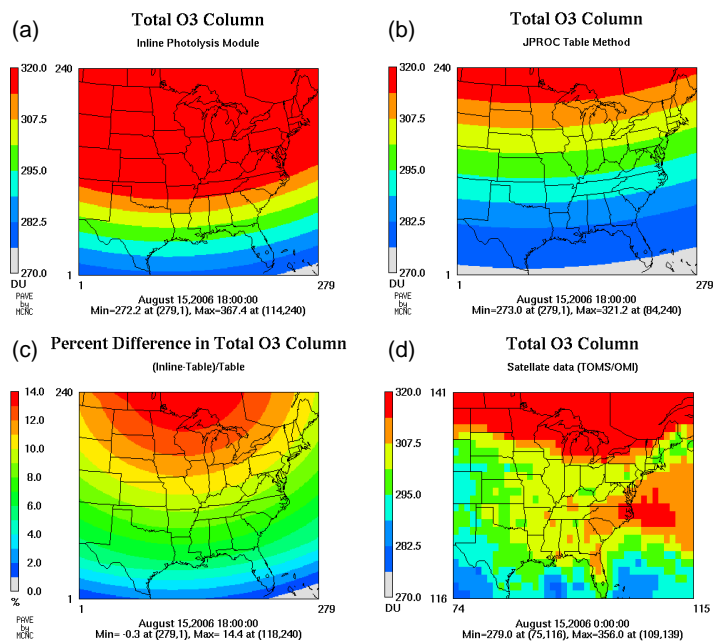 (a)
Total O3 Column
Inline Photolysis Module
320.0
307.5
295.0
282.5
270.0
DU
PAVE
by
MCNC
240
1
1
279
August 15,2006 18:00:00
Min=272.2 at (279,1), Max=367.4 at (114,240)
(b)
Total O3 Column
JPROC Table Method
320.0
307.5
295.0
282.5
270.0
DU
PAVE
by
MCNC
240
1
1
279
August 15,2006 18:00:00
Min=273.0 at (279,1), Max=321.2 at (84,240)
(c)
Percent Difference in Total O3 Column
(Inline-Table)/Table
14.0
12.0
10.0
8.0
6.0
4.0
2.0
0.0
%
PAVE
by
MCNC
240
1
1
279
August 15,2006 18:00:00
Min= -0.3 at (279,1), Max= 14.4 at (118,240)
(d)
Total O3 Column
Satellate data (TOMS/OMI)
320.0
307.5
295.0
282.5
270.0
DU
141
116
74
115
August 15,2006 0:00:00
Min=279.0 at (75,116), Max=356.0 at (109,139)